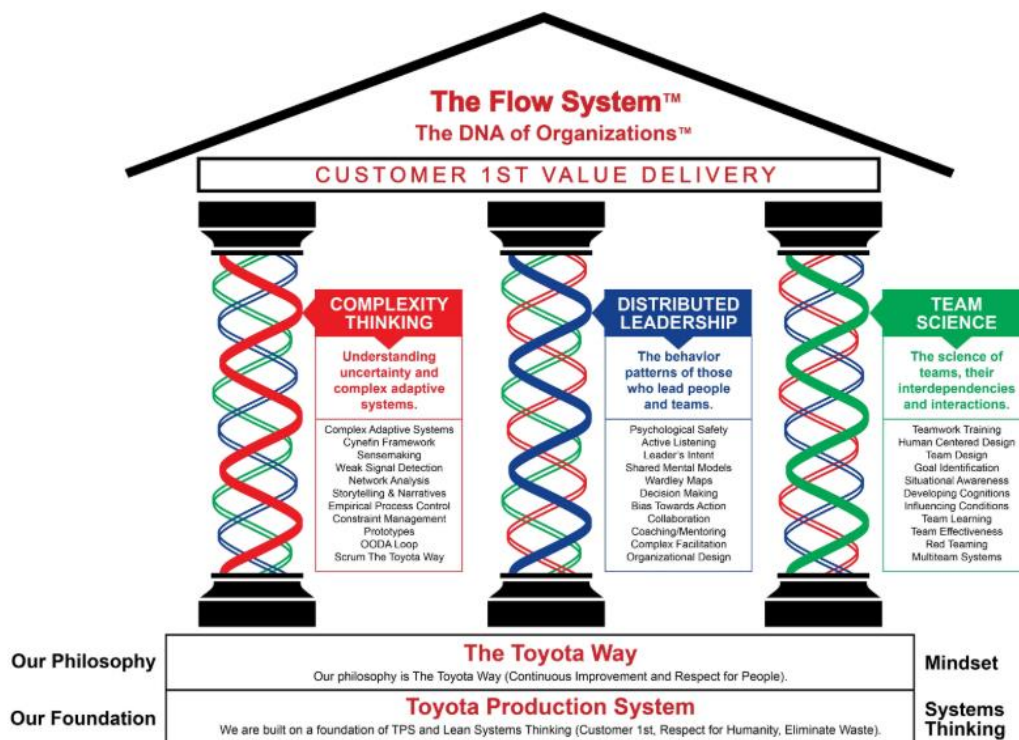 The Flow System™
The DNA of Organizations™
CUSTOMER 1ST VALUE DELIVERY
COMPLEXITY
THINKING
Understanding
uncertainty and
complex adaptive
systems.
Complex Adaptive Systems
Cynefin Framework
Sensemaking
Weak Signal Detection
Network Analysis
Storytelling & Narratives
Empirical Process Control
Constraint Management
Prototypes
OODA Loop
Scrum The Toyota Way
DISTRIBUTED
LEADERSHIP
The behavior
patterns of those
who lead people
and teams.
Psychological Safety
Active Listening
Leader's Intent
Shared Mental Models
Wardley Maps
Decision Making
Bias Towards Action
Collaboration
Coaching/Mentoring
Complex Facilitation
Organizational Design
TEAM
SCIENCE
The science of
teams, their
interdependencies
and interactions.
Teamwork Training
Human Centered Design
Team Design
Goal Identification
Situational Awareness
Developing Cognitions
Influencing Conditions
Team Learning
Team Effectiveness
Red Teaming
Multiteam Systems
Our Philosophy
The Toyota Way
Our philosophy is The Toyota Way (Continuous Improvement and Respect for People).
Mindset
Our Foundation
Toyota Production System
We are built on a foundation of TPS and Lean Systems Thinking (Customer 1st, Respect for Humanity, Eliminate Waste).
Systems
Thinking